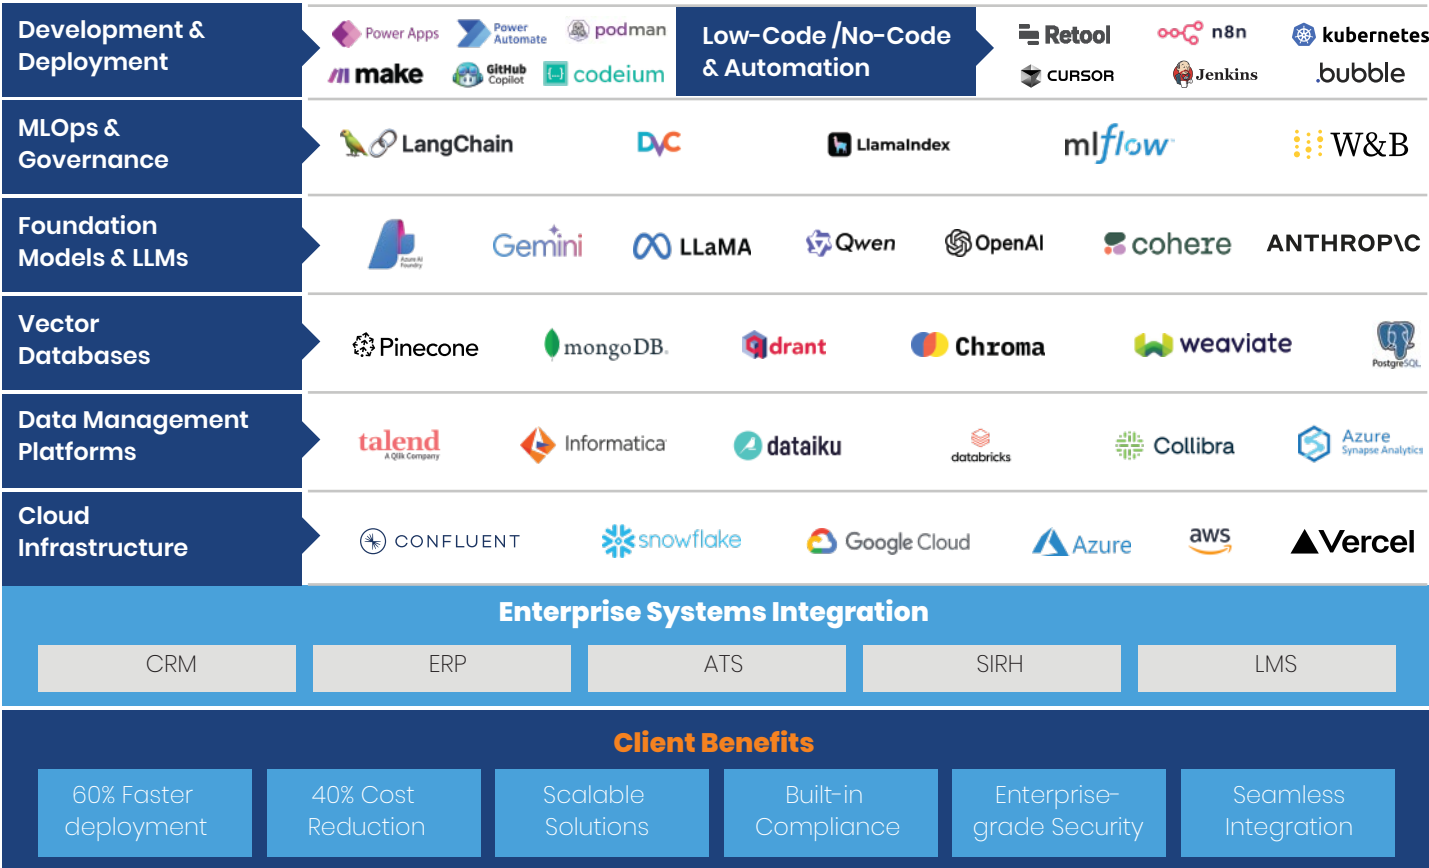 Development &
Deployment
Power Apps
Power
Automate
podman
make
GitHub
Copilot
codeium
Low-Code /No-Code
& Automation
Retool
n8n
kubernetes
CURSOR
Jenkins
.bubble
MLOps &
Governance
LangChain
DVC
LlamaIndex
mlflow
W&B
Foundation
Models & LLMs
Azure AI
Foundry
Gemini
LLaMA
Qwen
OpenAI
cohere
ANTHROP\C
Vector
Databases
Pinecone
mongoDB.
qdrant
Chroma
weaviate
PostgreSQL
Data Management
Platforms
talend
A Qlik Company
Informatica
dataiku
databricks
Collibra
Azure
Synapse Analytics
Cloud
Infrastructure
CONFLUENT
snowflake
Google Cloud
Azure
aws
Vercel
Enterprise Systems Integration
CRM
ERP
ATS
SIRH
LMS
Client Benefits
60% Faster
deployment
40% Cost
Reduction
Scalable
Solutions
Built-in
Compliance
Enterprise-
grade Security
Seamless
Integration